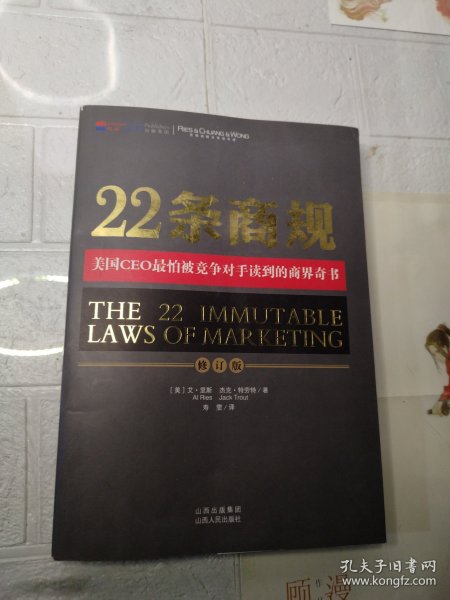 RIES & CHUANG & WONG
22条商规
美国CEO最怕被竞争对手读到的商界奇书
THE 22 IMMUTABLE
LAWS OF MARKETING
修订版
[美] 艾·里斯 杰克·特劳特/著
Al Ries Jack Trout
寿雯/译
山西出版集团
山西人民出版社
顾漫
作
孔夫子旧书网
www.kongfz.com